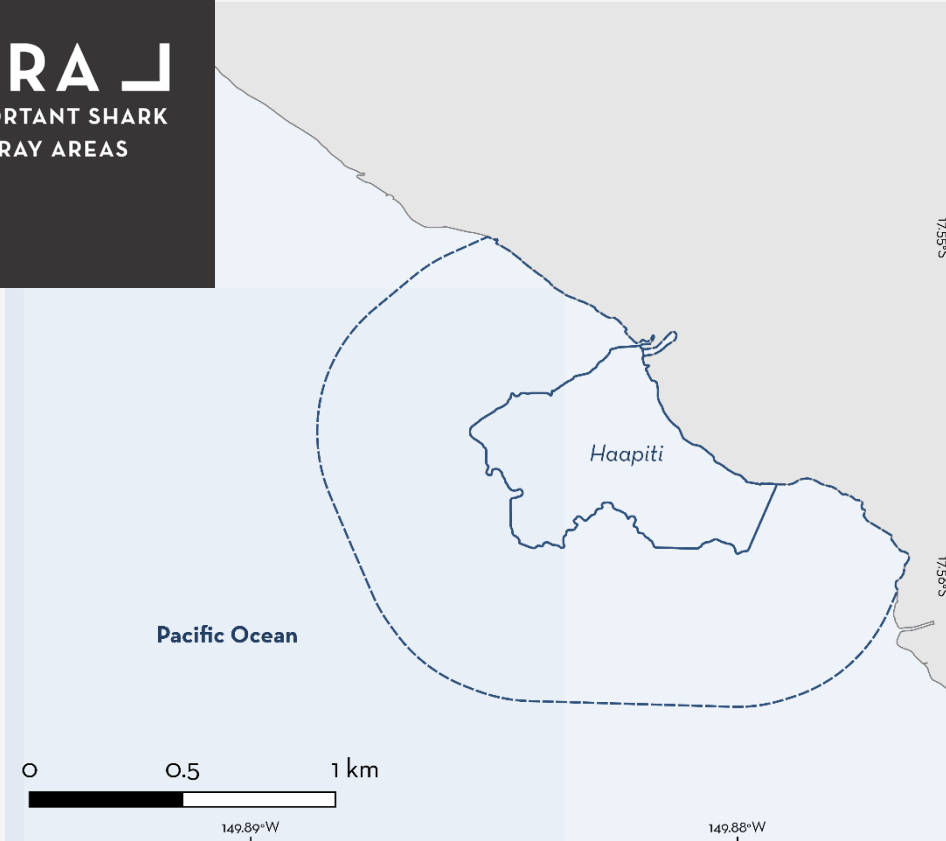 RA
RTANT SHARK
RAY AREAS
17.55°S
Haapiti
17.56°S
Pacific Ocean
0 0.5 1 km
149.89°W 149.88°W